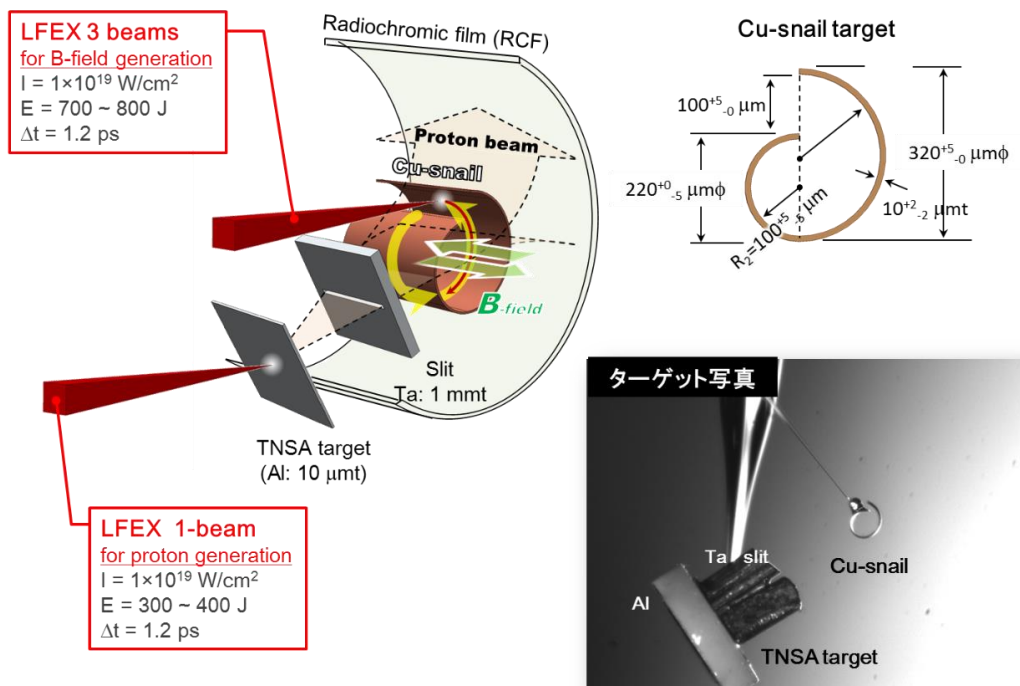 LFEX 3 beams
for B-field generation
I = 1×10¹⁹ W/cm²
E = 700 ~ 800 J
Δt = 1.2 ps
Radiochromic film (RCF)
Proton beam
Cu-snail
B-field
Slit
Ta: 1 mmt
TNSA target
(Al: 10 μmt)
LFEX 1-beam
for proton generation
I = 1×10¹⁹ W/cm²
E = 300 ~ 400 J
Δt = 1.2 ps
Cu-snail target
100⁺⁵₋₀ μm
220⁺⁰₋₅ μmφ
R₂=100⁺⁵₋₅ μm
320⁺⁵₋₀ μmφ
10⁺²₋₂ μmt
ターゲット写真
Ta slit
Cu-snail
Al
TNSA target